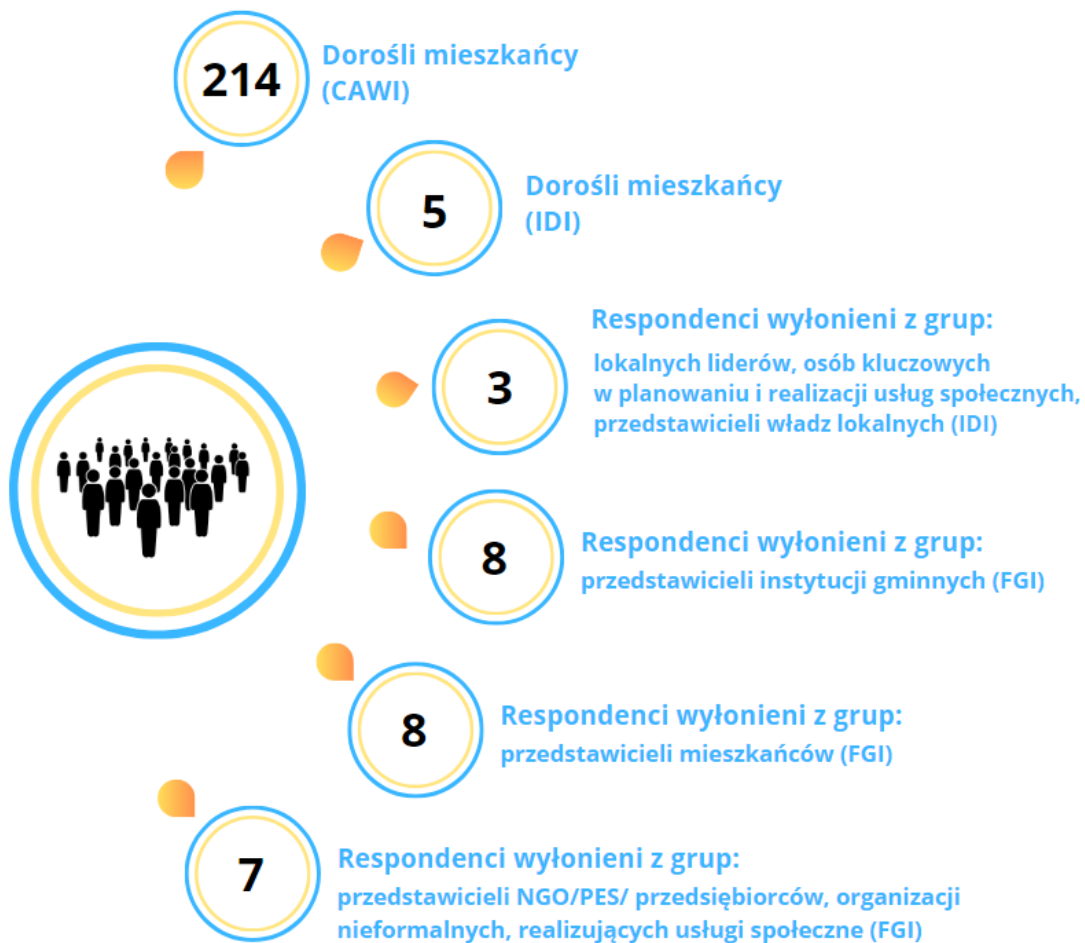 214
Dorośli mieszkańcy
(CAWI)
5
Dorośli mieszkańcy
(IDI)
3
Respondenci wyłonieni z grup:
lokalnych liderów, osób kluczowych
w planowaniu i realizacji usług społecznych,
przedstawicieli władz lokalnych (IDI)
8
Respondenci wyłonieni z grup:
przedstawicieli instytucji gminnych (FGI)
8
Respondenci wyłonieni z grup:
przedstawicieli mieszkańców (FGI)
7
Respondenci wyłonieni z grup:
przedstawicieli NGO/PES/ przedsiębiorców, organizacji
nieformalnych, realizujących usługi społeczne (FGI)